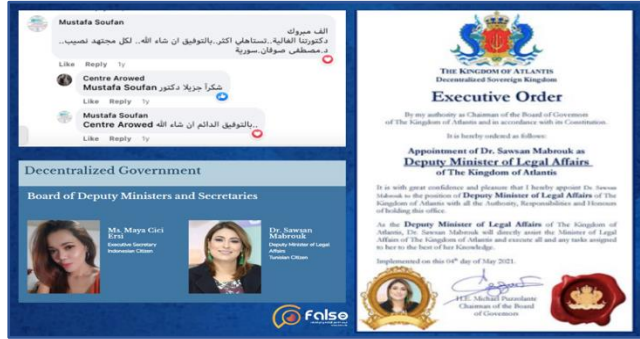 Mustafa Soufan
الف مبروك
دكتورتنا الغالية..تستاهلي اكثر..بالتوفيق ان شاء الله.. لكل مجتهد نصيب..
د.مصطفى صوفان.سورية
Like Reply 1y
Centre Arowed
Mustafa Soufan شكراً جزيلا دكتور
Like Reply 1y
Mustafa Soufan
Centre Arowed بالتوفيق الدائم ان شاء الله..
Like Reply 1y
Decentralized Government
Board of Deputy Ministers and Secretaries
Ms. Maya Cici
Ersi
Executive Secretary
Indonesian Citizen
Dr. Sawsan
Mabrouk
Deputy Minister of Legal
Affairs
Tunisian Citizen
Falso
THE KINGDOM OF ATLANTIS
Decentralized Sovereign Kingdom
Executive Order
By my authority as Chairman of the Board of Governors
of The Kingdom of Atlantis and in accordance with its Constitution.
It is hereby ordered as follows:
Appointment of Dr. Sawsan Mabrouk as
Deputy Minister of Legal Affairs
of The Kingdom of Atlantis
It is with great confidence and pleasure that I hereby appoint Dr. Sawsan
Mabrouk to the position of Deputy Minister of Legal Affairs of The
Kingdom of Atlantis with all the Authority, Responsibilities and Honours
of holding this office.
As the Deputy Minister of Legal Affairs of The Kingdom of
Atlantis, Dr. Sawsan Mabrouk will directly assist the Minister of Legal
Affairs of The Kingdom of Atlantis and execute all and any tasks assigned
to her to the best of her Knowledge.
Implemented on this 04th day of May 2021.
H.E. Michael Puzzolante
Chairman of the Board
of Governors